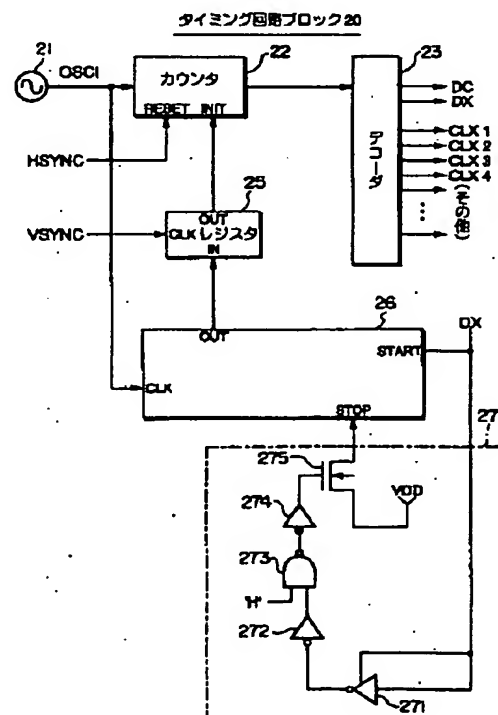 タイミング回路ブロック20
21
22
23
OSCI
カウンタ
RESET INIT
デコーダ
DC
DX
CLX 1
CLX 2
CLX 3
CLX 4
(その他)
HSYNC
25
OUT
CLKレジスタ
IN
VSYNC
26
OUT
START
DX
CLK
STOP
27
275
VDD
274
273
'H'
272
271